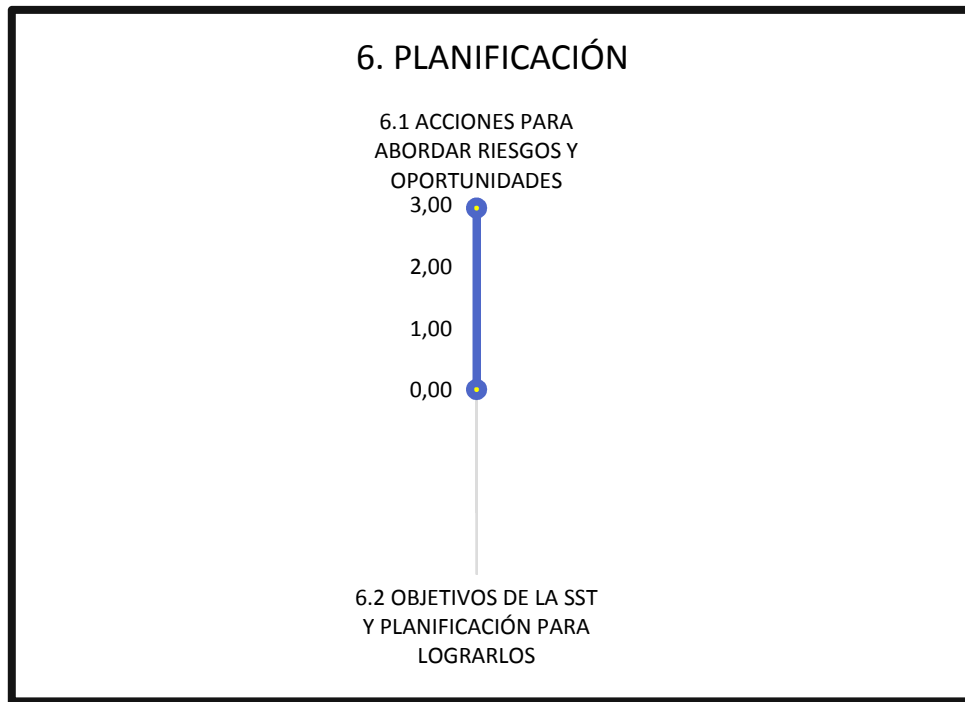 6. PLANIFICACIÓN
6.1 ACCIONES PARA
ABORDAR RIESGOS Y
OPORTUNIDADES
3,00
2,00
1,00
0,00
6.2 OBJETIVOS DE LA SST
Y PLANIFICACIÓN PARA
LOGRARLOS